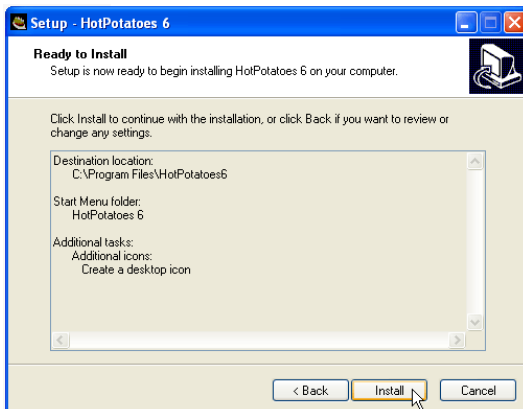 Setup - HotPotatoes 6
Ready to Install
Setup is now ready to begin installing HotPotatoes 6 on your computer.
Click Install to continue with the installation, or click Back if you want to review or
change any settings.
Destination location:
C:\Program Files\HotPotatoes6
Start Menu folder:
HotPotatoes 6
Additional tasks:
Additional icons:
Create a desktop icon
< Back Install Cancel